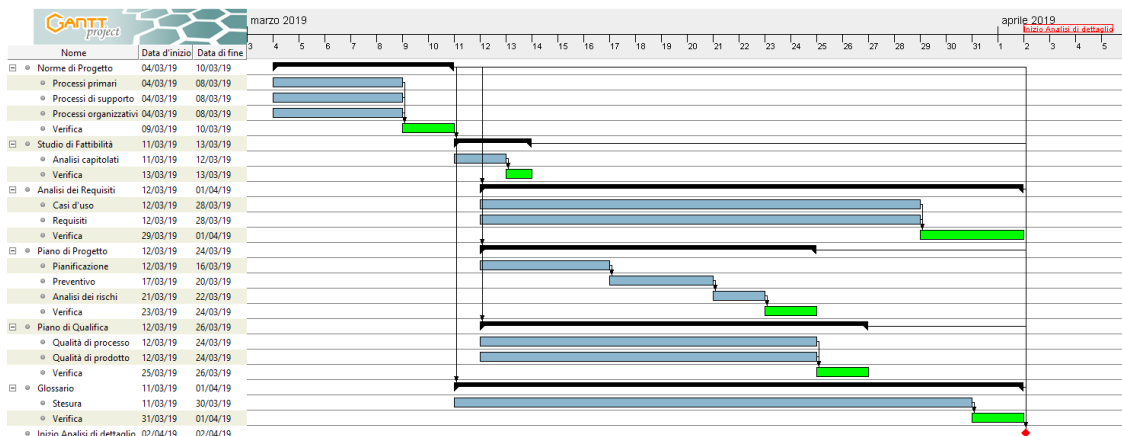 GANTT
project
marzo 2019
aprile 2019
Inizio Analisi di dettaglio
Nome Data d'inizio Data di fine
3 4 5 6 7 8 9 10 11 12 13 14 15 16 17 18 19 20 21 22 23 24 25 26 27 28 29 30 31 1 2 3 4 5
Norme di Progetto 04/03/19 10/03/19
Processi primari 04/03/19 08/03/19
Processi di supporto 04/03/19 08/03/19
Processi organizzativi 04/03/19 08/03/19
Verifica 09/03/19 10/03/19
Studio di Fattibilità 11/03/19 13/03/19
Analisi capitolati 11/03/19 12/03/19
Verifica 13/03/19 13/03/19
Analisi dei Requisiti 12/03/19 01/04/19
Casi d'uso 12/03/19 28/03/19
Requisiti 12/03/19 28/03/19
Verifica 29/03/19 01/04/19
Piano di Progetto 12/03/19 24/03/19
Pianificazione 12/03/19 16/03/19
Preventivo 17/03/19 20/03/19
Analisi dei rischi 21/03/19 22/03/19
Verifica 23/03/19 24/03/19
Piano di Qualifica 12/03/19 26/03/19
Qualità di processo 12/03/19 24/03/19
Qualità di prodotto 12/03/19 24/03/19
Verifica 25/03/19 26/03/19
Glossario 11/03/19 01/04/19
Stesura 11/03/19 30/03/19
Verifica 31/03/19 01/04/19
Inizio Analisi di dettaglio 02/04/19 02/04/19